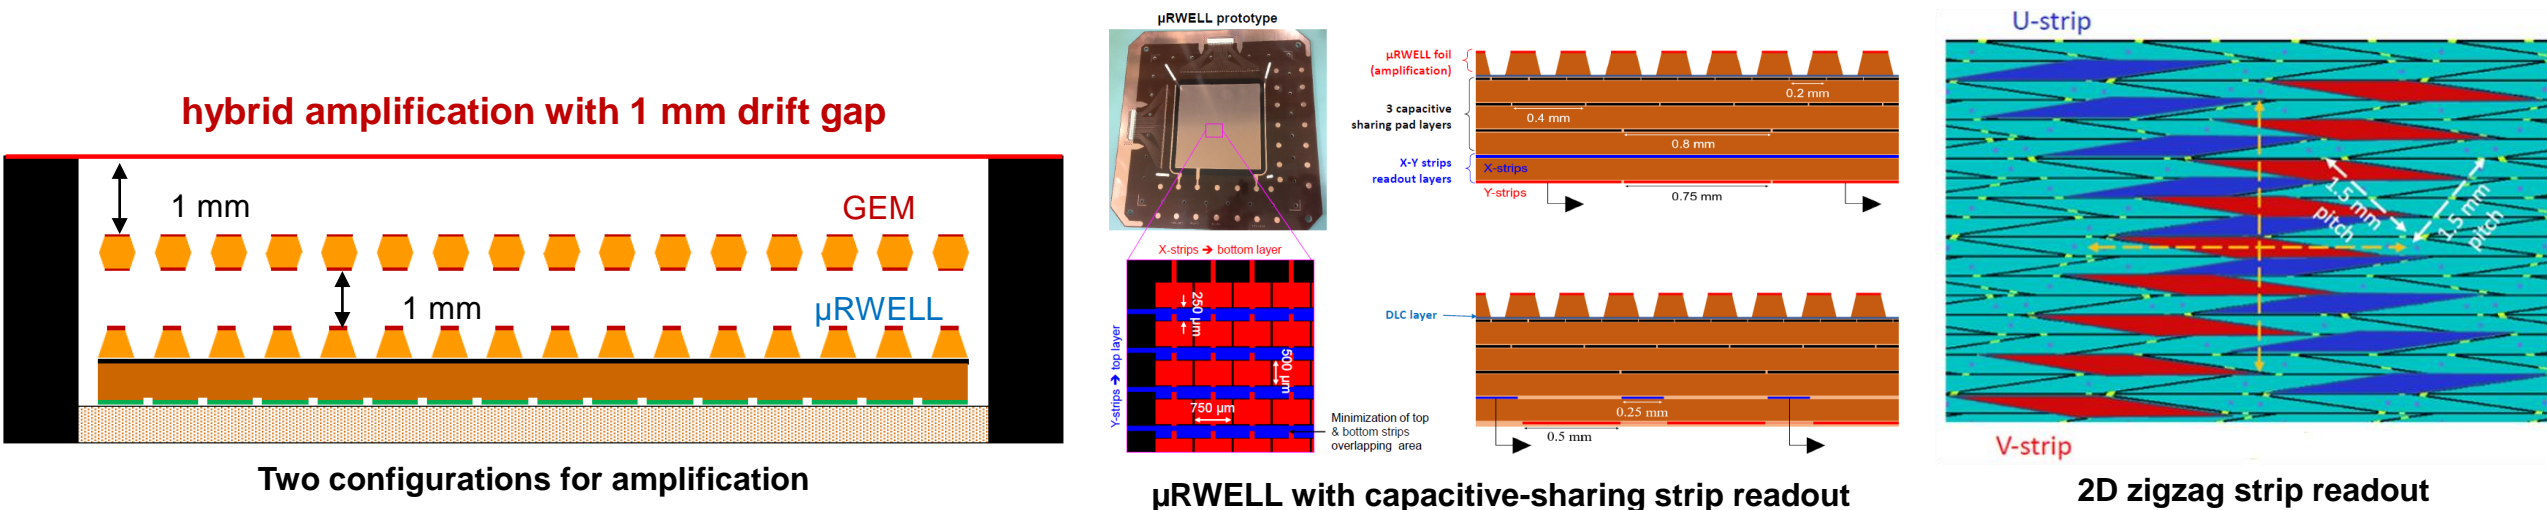 hybrid amplification with 1 mm drift gap
1 mm
GEM
1 mm
µRWELL
Two configurations for amplification
µRWELL prototype
X-strips ➔ bottom layer
Y-strips ➔ top layer
250 µm
500 µm
750 µm
Minimization of top
& bottom strips
overlapping area
µRWELL foil
(amplification)
3 capacitive
sharing pad layers
X-Y strips
readout layers
0.2 mm
0.4 mm
0.8 mm
X-strips
Y-strips
0.75 mm
DLC layer
0.25 mm
0.5 mm
µRWELL with capacitive-sharing strip readout
U-strip
1.5 mm
pitch
1.5 mm
pitch
V-strip
2D zigzag strip readout